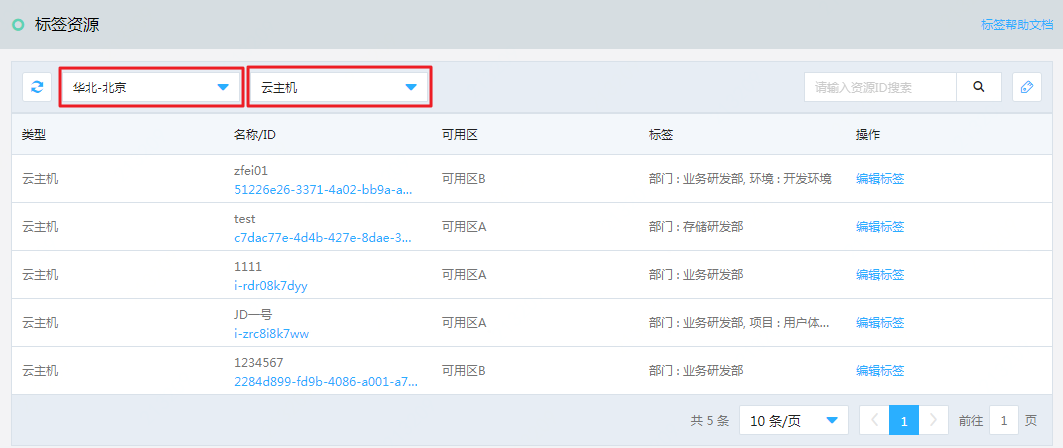 标签资源
标签帮助文档
华北-北京
云主机
请输入资源ID搜索
类型 名称/ID 可用区 标签 操作
云主机 zfei01 可用区B 部门 : 业务研发部, 环境 : 开发环境 编辑标签
51226e26-3371-4a02-bb9a-a...
云主机 test 可用区A 部门 : 存储研发部 编辑标签
c7dac77e-4d4b-427e-8dae-3...
云主机 1111 可用区A 部门 : 业务研发部 编辑标签
i-rdr08k7dyy
云主机 JD一号 可用区A 部门 : 业务研发部, 项目 : 用户体... 编辑标签
i-zrc8i8k7ww
云主机 1234567 可用区B 部门 : 业务研发部 编辑标签
2284d899-fd9b-4086-a001-a7...
共 5 条 10 条/页 1 前往 1 页